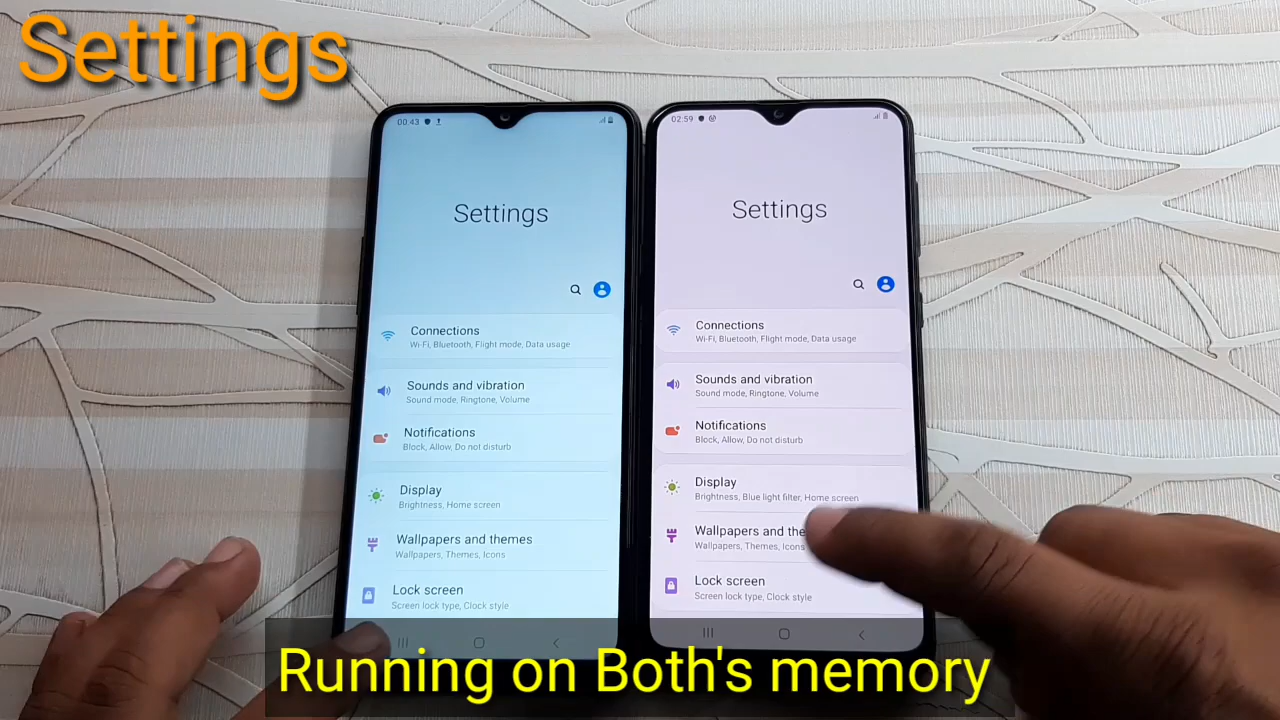 Settings
00:43
Settings
Connections
Wi-Fi, Bluetooth, Flight mode, Data usage
Sounds and vibration
Sound mode, Ringtone, Volume
Notifications
Block, Allow, Do not disturb
Display
Brightness, Home screen
Wallpapers and themes
Wallpapers, Themes, Icons
Lock screen
Screen lock type, Clock style
02:59
Settings
Connections
Wi-Fi, Bluetooth, Flight mode, Data usage
Sounds and vibration
Sound mode, Ringtone, Volume
Notifications
Block, Allow, Do not disturb
Display
Brightness, Blue light filter, Home screen
Wallpapers and the
Wallpapers, Themes, Icons
Lock screen
Screen lock type, Clock style
Running on Both's memory